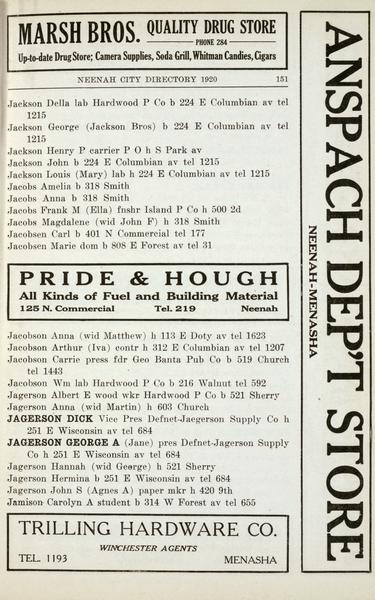 MARSH BROS. QUALITY DRUG STORE
PHONE 284
Up-to-date Drug Store; Camera Supplies, Soda Grill, Whitman Candies, Cigars
NEENAH CITY DIRECTORY 1920 151
Jackson Della lab Hardwood P Co b 224 E Columbian av tel
1215
Jackson George (Jackson Bros) b 224 E Columbian av tel
1215
Jackson Henry P carrier P O h S Park av
Jackson John b 224 E Columbian av tel 1215
Jackson Louis (Mary) lab h 224 E Columbian av tel 1215
Jacobs Amelia b 318 Smith
Jacobs Anna b 318 Smith
Jacobs Frank M (Ella) fnshr Island P Co h 500 2d
Jacobs Magdalene (wid John F) h 318 Smith
Jacobsen Carl b 401 N Commercial tel 177
Jacobsen Marie dom b 808 E Forest av tel 31
PRIDE & HOUGH
All Kinds of Fuel and Building Material
125 N. Commercial Tel. 219 Neenah
Jacobson Anna (wid Matthew) h 113 E Doty av tel 1623
Jacobson Arthur (Iva) contr h 312 E Columbian av tel 1207
Jacobson Carrie press fdr Geo Banta Pub Co b 519 Church
tel 1443
Jacobson Wm lab Hardwood P Co b 216 Walnut tel 592
Jagerson Albert E wood wkr Hardwood P Co b 521 Sherry
Jagerson Anna (wid Martin) h 603 Church
JAGERSON DICK Vice Pres Defnet-Jaegerson Supply Co h
251 E Wisconsin av tel 684
JAGERSON GEORGE A (Jane) pres Defnet-Jagerson Supply
Co h 251 E Wisconsin av tel 684
Jagerson Hannah (wid George) h 521 Sherry
Jagerson Hermina b 251 E Wisconsin av tel 684
Jagerson John S (Agnes A) paper mkr h 420 9th
Jamison Carolyn A student b 314 W Forest av tel 655
TRILLING HARDWARE CO.
WINCHESTER AGENTS
TEL. 1193 MENASHA
ANSPACH DEP'T STORE
NEENAH-MENASHA